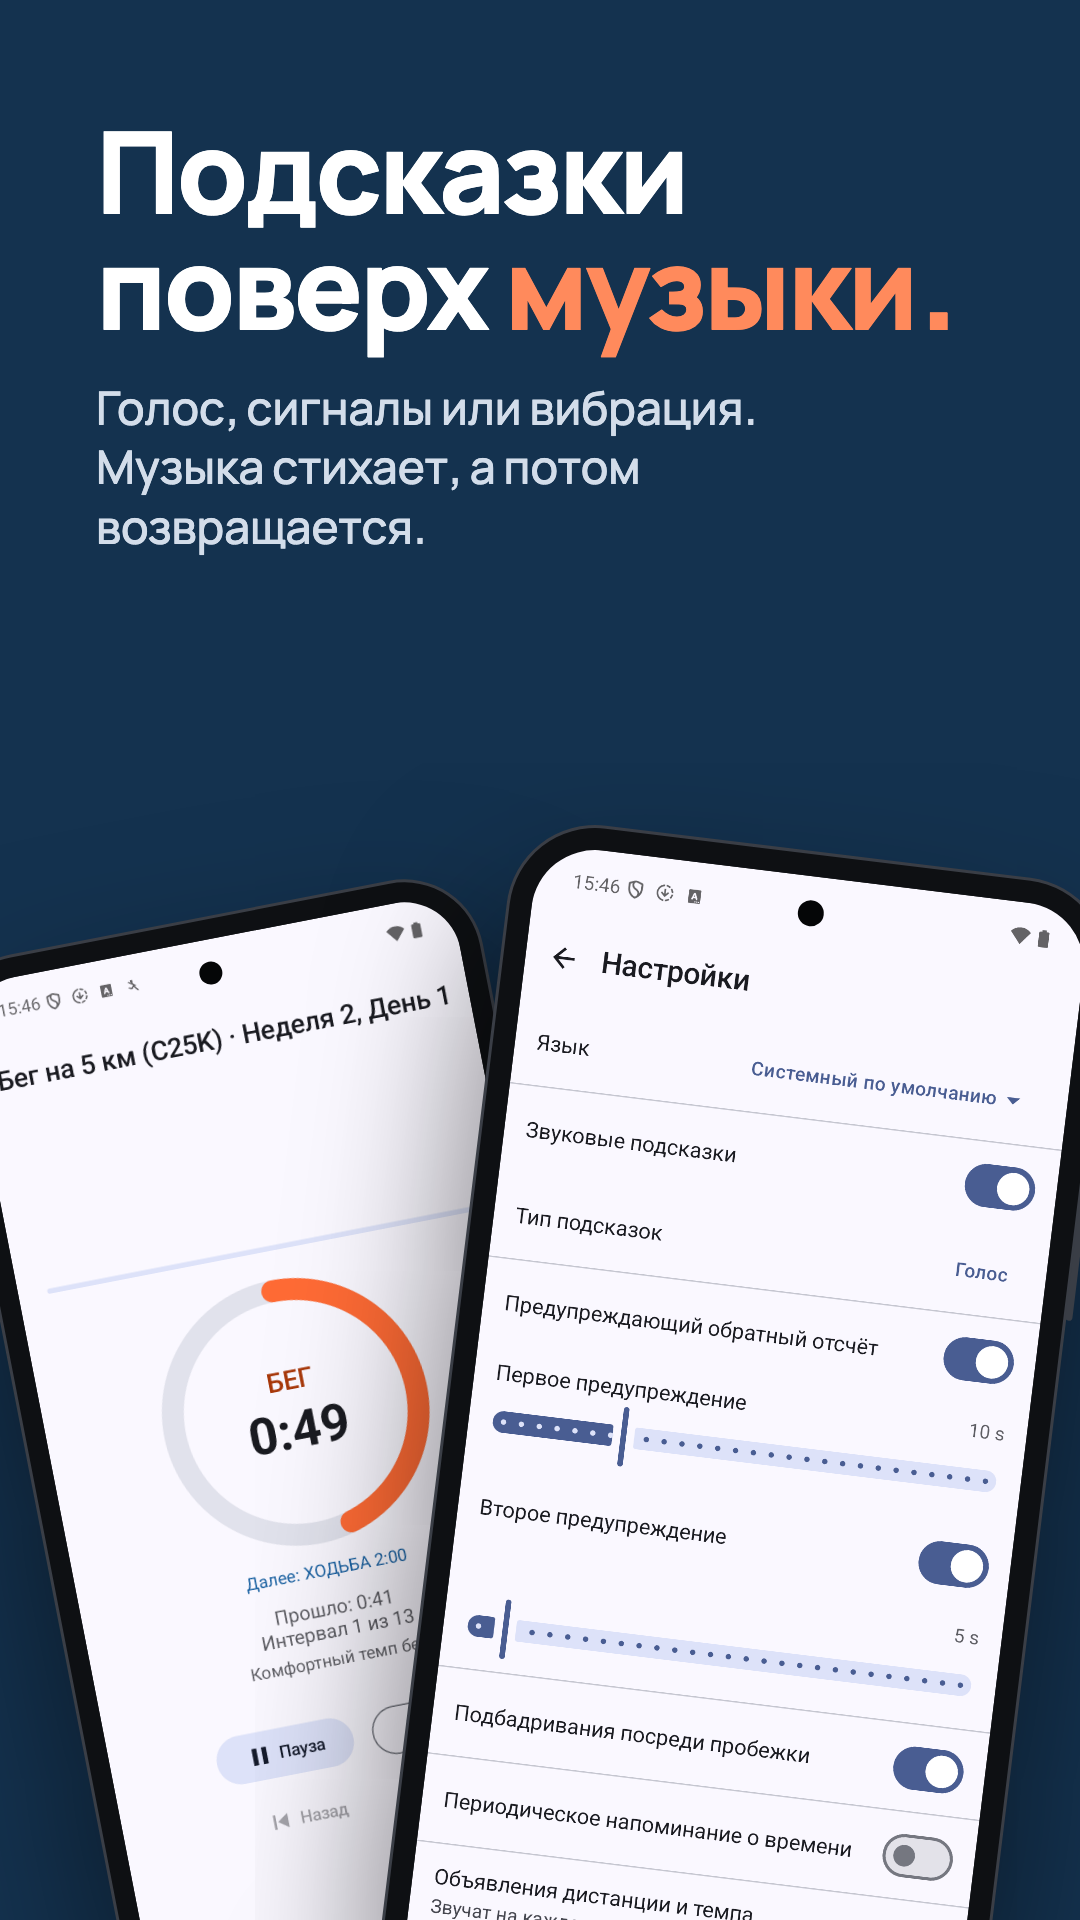 Подсказки
поверх музыки.
Голос, сигналы или вибрация.
Музыка стихает, а потом
возвращается.
15:46
Бег на 5 км (C25K) · Неделя 2, День 1
БЕГ
0:49
Далее: ХОДЬБА 2:00
Прошло: 0:41
Интервал 1 из 13
Комфортный темп
Пауза
Назад
15:46
Настройки
Язык
Системный по умолчанию
Звуковые подсказки
Тип подсказок
Голос
Предупреждающий обратный отсчёт
Первое предупреждение
10 s
Второе предупреждение
5 s
Подбадривания посреди пробежки
Периодическое напоминание о времени
Объявления дистанции и темпа
Звучат на